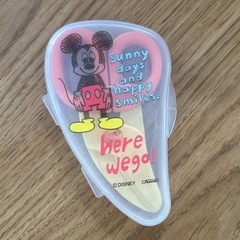 Sunny
days
and
happy
smiles.
here
we go!
© DISNEY